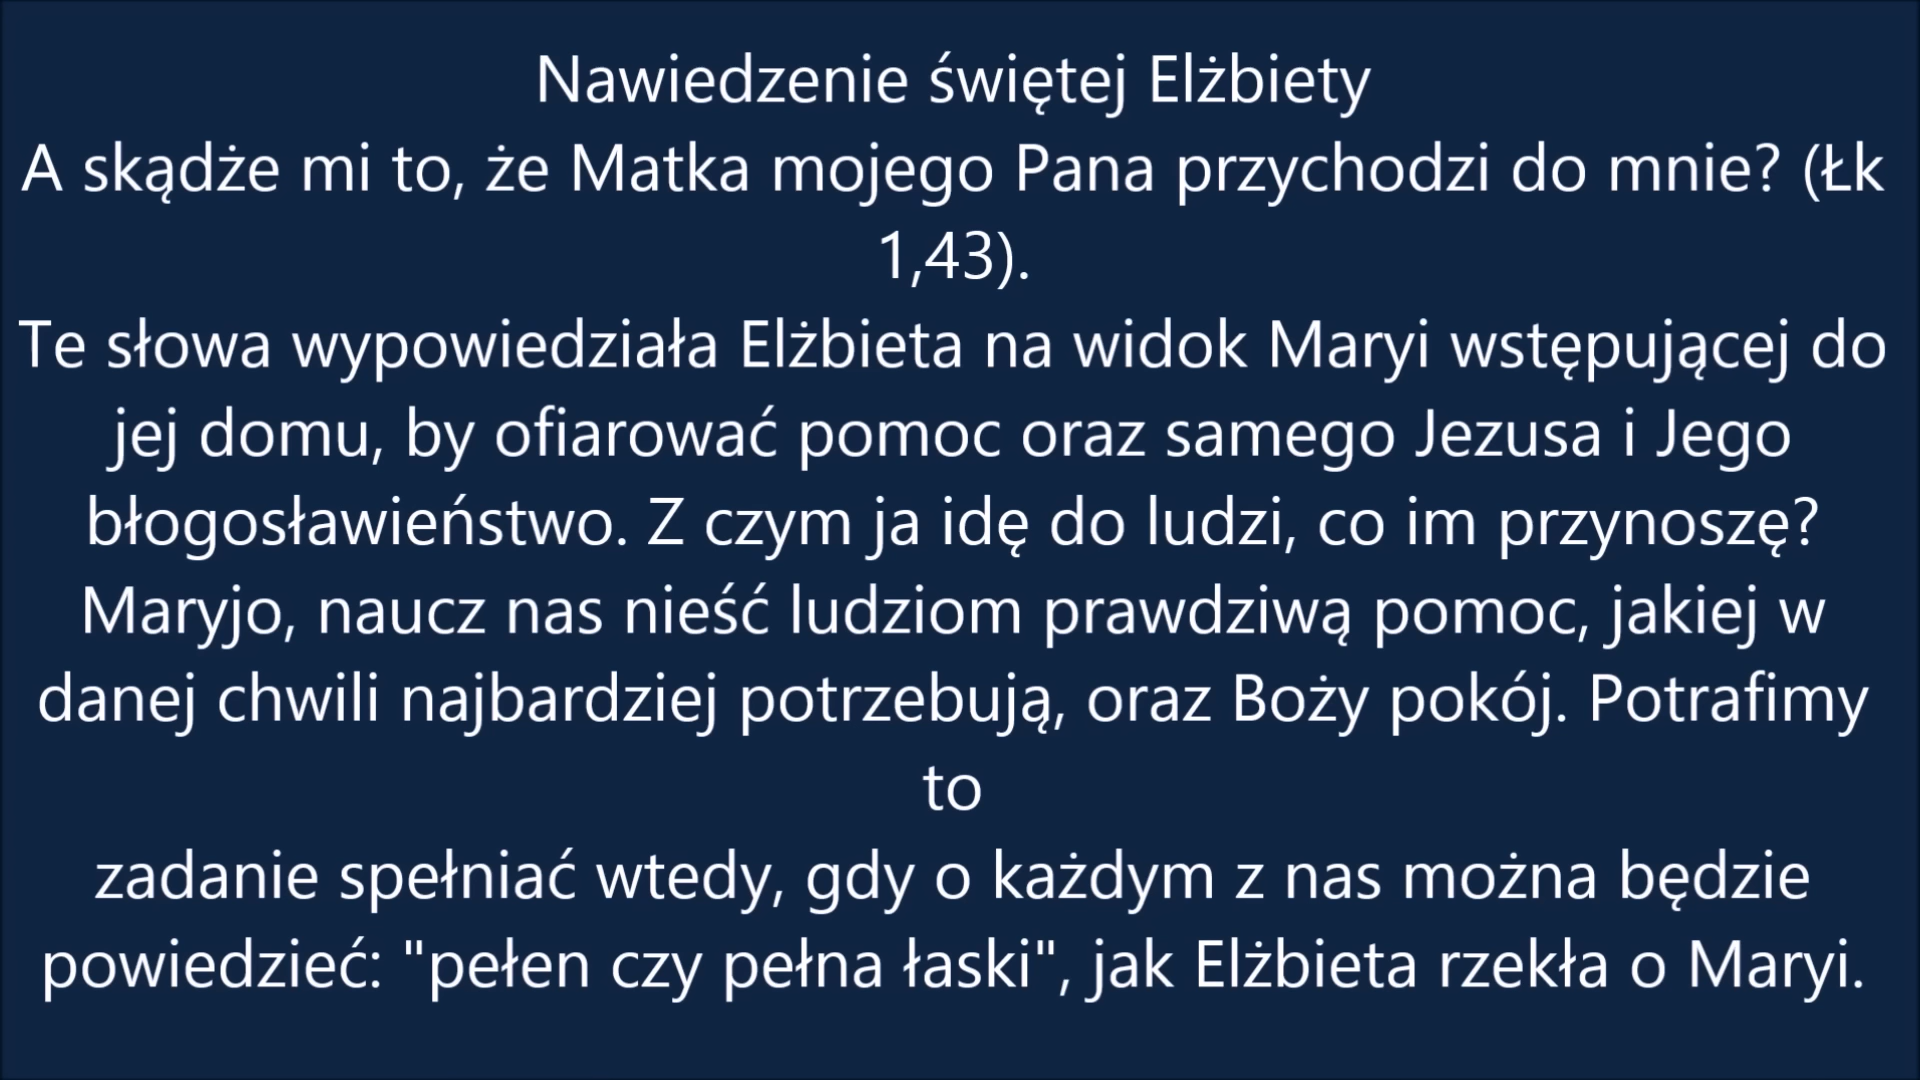 Nawiedzenie świętej Elżbiety
A skądże mi to, że Matka mojego Pana przychodzi do mnie? (Łk
1,43).
Te słowa wypowiedziała Elżbieta na widok Maryi wstępującej do
jej domu, by ofiarować pomoc oraz samego Jezusa i Jego
błogosławieństwo. Z czym ja idę do ludzi, co im przynoszę?
Maryjo, naucz nas nieść ludziom prawdziwą pomoc, jakiej w
danej chwili najbardziej potrzebują, oraz Boży pokój. Potrafimy
to
zadanie spełniać wtedy, gdy o każdym z nas można będzie
powiedzieć: "pełen czy pełna łaski", jak Elżbieta rzekła o Maryi.